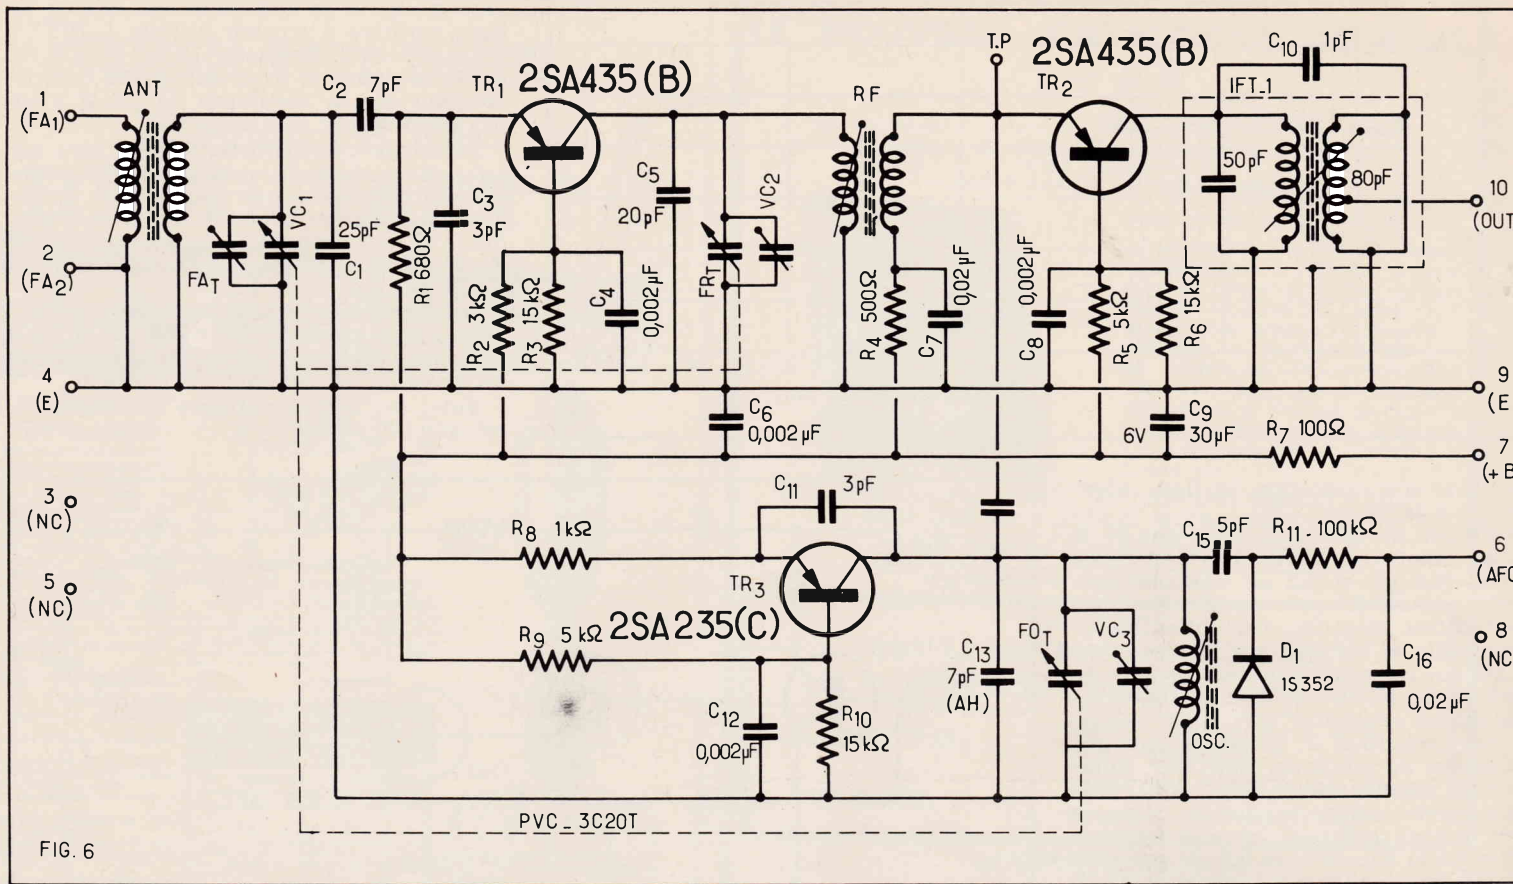 ANT
1
(FA1)
2
(FA2)
4
(E)
3
(NC)
5
(NC)
C2 7pF
TR1
2SA435(B)
FAT
VC1
25pF
C1
R1 680Ω
C3
3pF
R2 3kΩ
R3 15kΩ
C4
0,002µF
C5
20pF
FRT
VC2
RF
T.P
TR2
2SA435(B)
C10 1pF
IFT_1
50pF
80pF
10
(OUT
R4 500Ω
C7
0,02µF
0,002µF
C8
R5 5kΩ
R6 15kΩ
9
(E
C6
0,002µF
6V
C9
30µF
R7 100Ω
7
(+B
C11 3pF
R8 1kΩ
TR3
R9 5kΩ
2SA235(C)
C12
0,002µF
R10
15kΩ
C13
7pF
(AH)
FOT
VC3
C15 5pF
R11_100kΩ
6
(AFC
OSC.
D1
1S352
C16
0,02µF
8
(NC
PVC_3C20T
FIG. 6